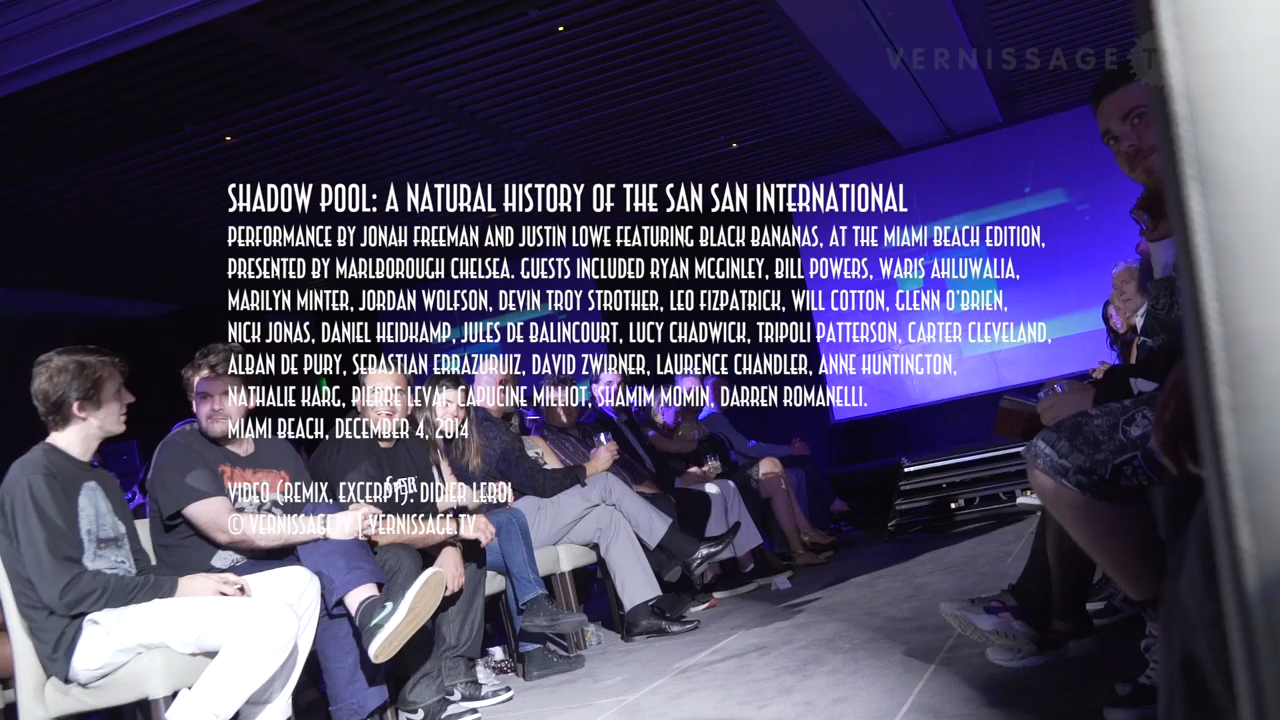 VERNISSAGE T
SHADOW POOL: A NATURAL HISTORY OF THE SAN SAN INTERNATIONAL
PERFORMANCE BY JONAH FREEMAN AND JUSTIN LOWE FEATURING BLACK BANANAS, AT THE MIAMI BEACH EDITION,
PRESENTED BY MARLBOROUGH CHELSEA. GUESTS INCLUDED RYAN MCGINLEY, BILL POWERS, WARIS AHLUWALIA,
MARILYN MINTER, JORDAN WOLFSON, DEVIN TROY STROTHER, LEO FIZPATRICK, WILL COTTON, GLENN O'BRIEN,
NICK JONAS, DANIEL HEIDKAMP, JULES DE BALINCOURT, LUCY CHADWICK, TRIPOLI PATTERSON, CARTER CLEVELAND,
ALBAN DE PURY, SEBASTIAN ERRAZURUIZ, DAVID ZWIRNER, LAURENCE CHANDLER, ANNE HUNTINGTON,
NATHALIE KARG, PIERRE LEVAI, CAPUCINE MILLIOT, SHAMIM MOMIN, DARREN ROMANELLI.
MIAMI BEACH, DECEMBER 4, 2014
VIDEO (REMIX, EXCERPT): DIDIER LEROI
© VERNISSAGE.TV | VERNISSAGE.TV